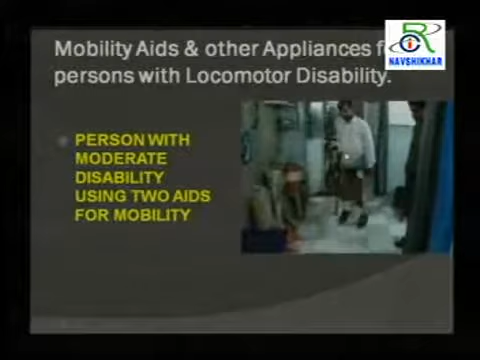 Mobility Aids & other Appliances f
persons with Locomotor Disability.
NAVSHIKHAR
PERSON WITH
MODERATE
DISABILITY
USING TWO AIDS
FOR MOBILITY